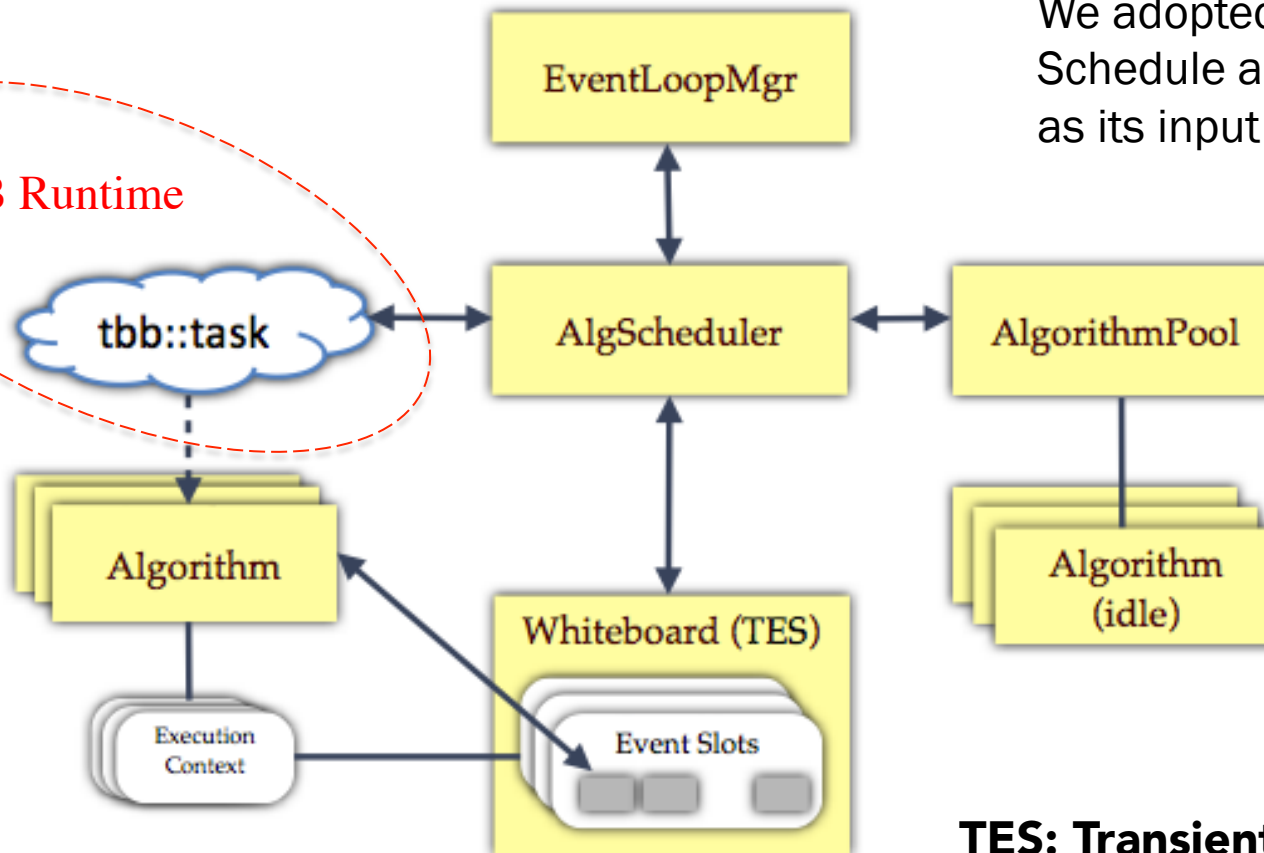 We adopted
Schedule a
as its input
EventLoopMgr
Runtime
tbb::task
AlgScheduler
AlgorithmPool
Algorithm
Algorithm
(idle)
Whiteboard (TES)
Execution
Context
Event Slots
TES: Transient